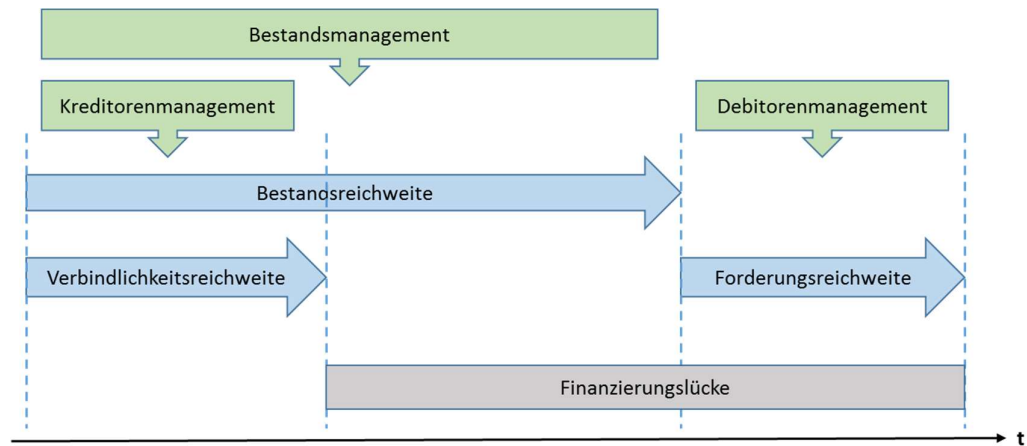 Bestandsmanagement
Kreditorenmanagement
Debitorenmanagement
Bestandsreichweite
Verbindlichkeitsreichweite
Forderungsreichweite
Finanzierungslücke
t